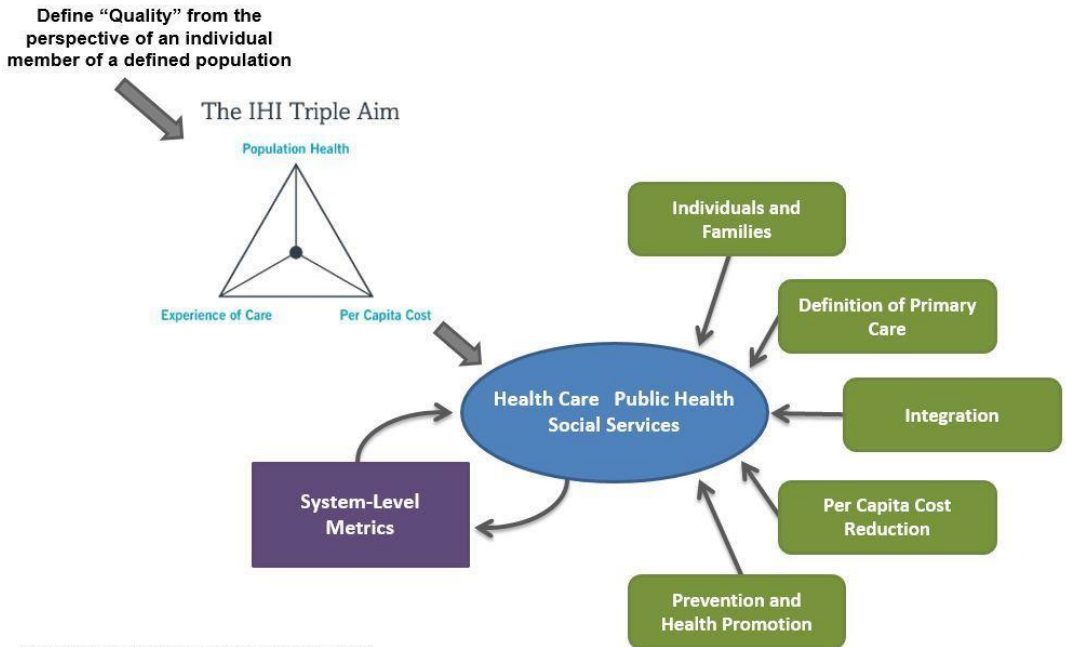 Define “Quality” from the
perspective of an individual
member of a defined population
The IHI Triple Aim
Population Health
Experience of Care
Per Capita Cost
Individuals and
Families
Definition of Primary
Care
Health Care Public Health
Social Services
Integration
System-Level
Metrics
Per Capita Cost
Reduction
Prevention and
Health Promotion